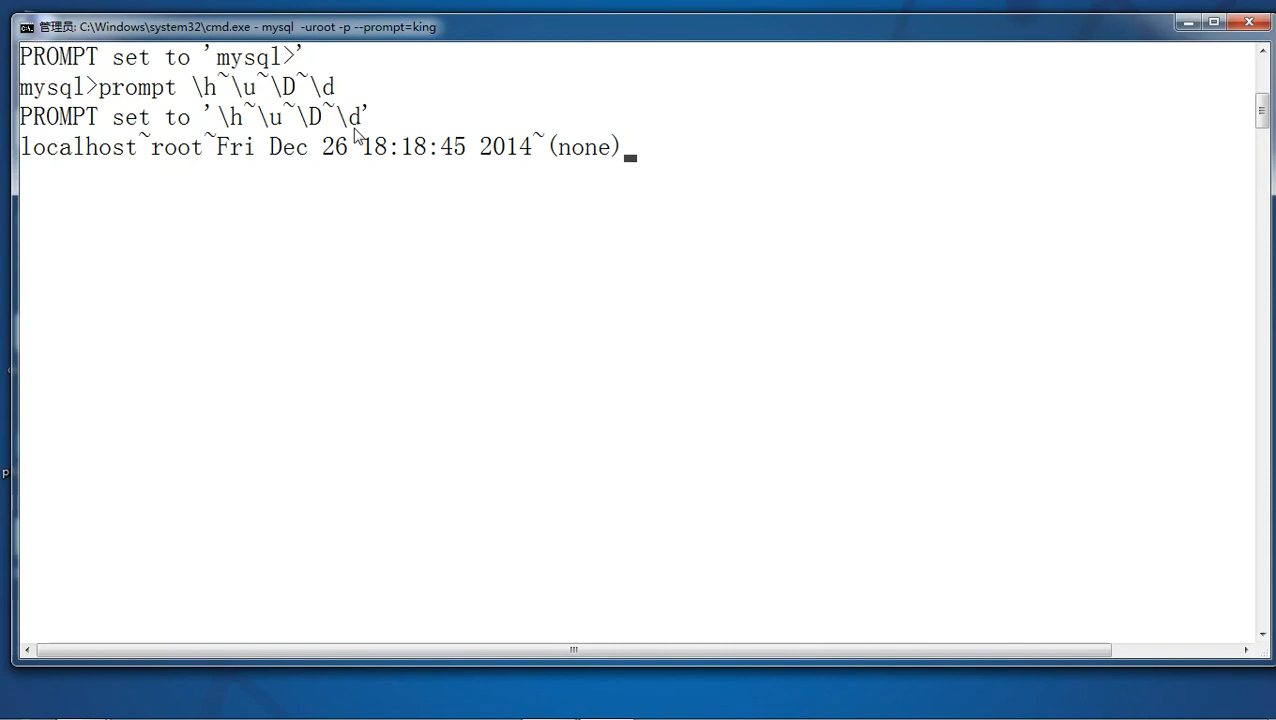 管理员: C:\Windows\system32\cmd.exe - mysql  -uroot -p --prompt=king
PROMPT set to 'mysql>'
mysql>prompt \h~\u~\D~\d
PROMPT set to '\h~\u~\D~\d'
localhost~root~Fri Dec 26 18:18:45 2014~(none)
p